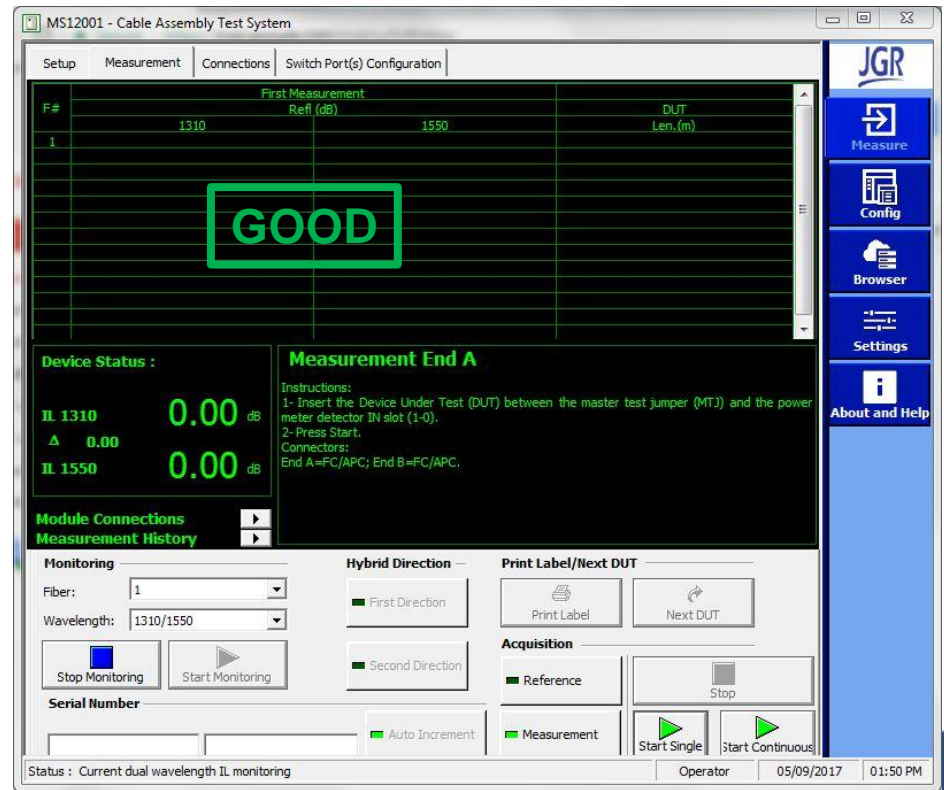 MS12001 - Cable Assembly Test System
Setup Measurement Connections Switch Port(s) Configuration
JGR
First Measurement
F# Refl (dB) DUT
1310 1550 Len.(m)
1
GOOD
Measure
Config
Browser
Settings
About and Help
Device Status :
IL 1310 0.00 dB
Δ 0.00
IL 1550 0.00 dB
Module Connections
Measurement History
Measurement End A
Instructions:
1- Insert the Device Under Test (DUT) between the master test jumper (MTJ) and the power
meter detector IN slot (1-0).
2- Press Start.
Connectors:
End A=FC/APC; End B=FC/APC.
Monitoring
Fiber: 1
Wavelength: 1310/1550
Stop Monitoring Start Monitoring
Serial Number
Hybrid Direction
First Direction
Second Direction
Auto Increment
Print Label/Next DUT
Print Label Next DUT
Acquisition
Reference Stop
Measurement Start Single Start Continuous
Status : Current dual wavelength IL monitoring Operator 05/09/2017 01:50 PM